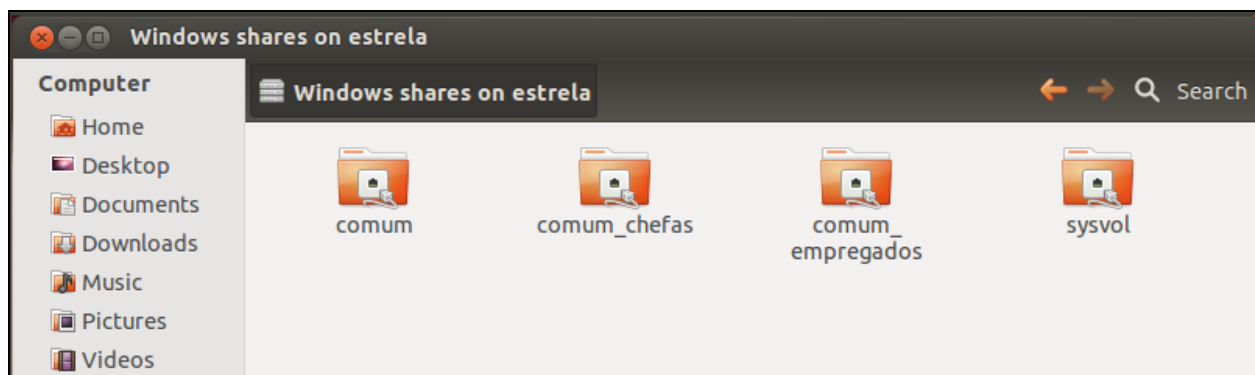 Windows shares on estrela
Computer
Home
Desktop
Documents
Downloads
Music
Pictures
Videos
Windows shares on estrela
Search
comum
comum_chefas
comum_
empregados
sysvol